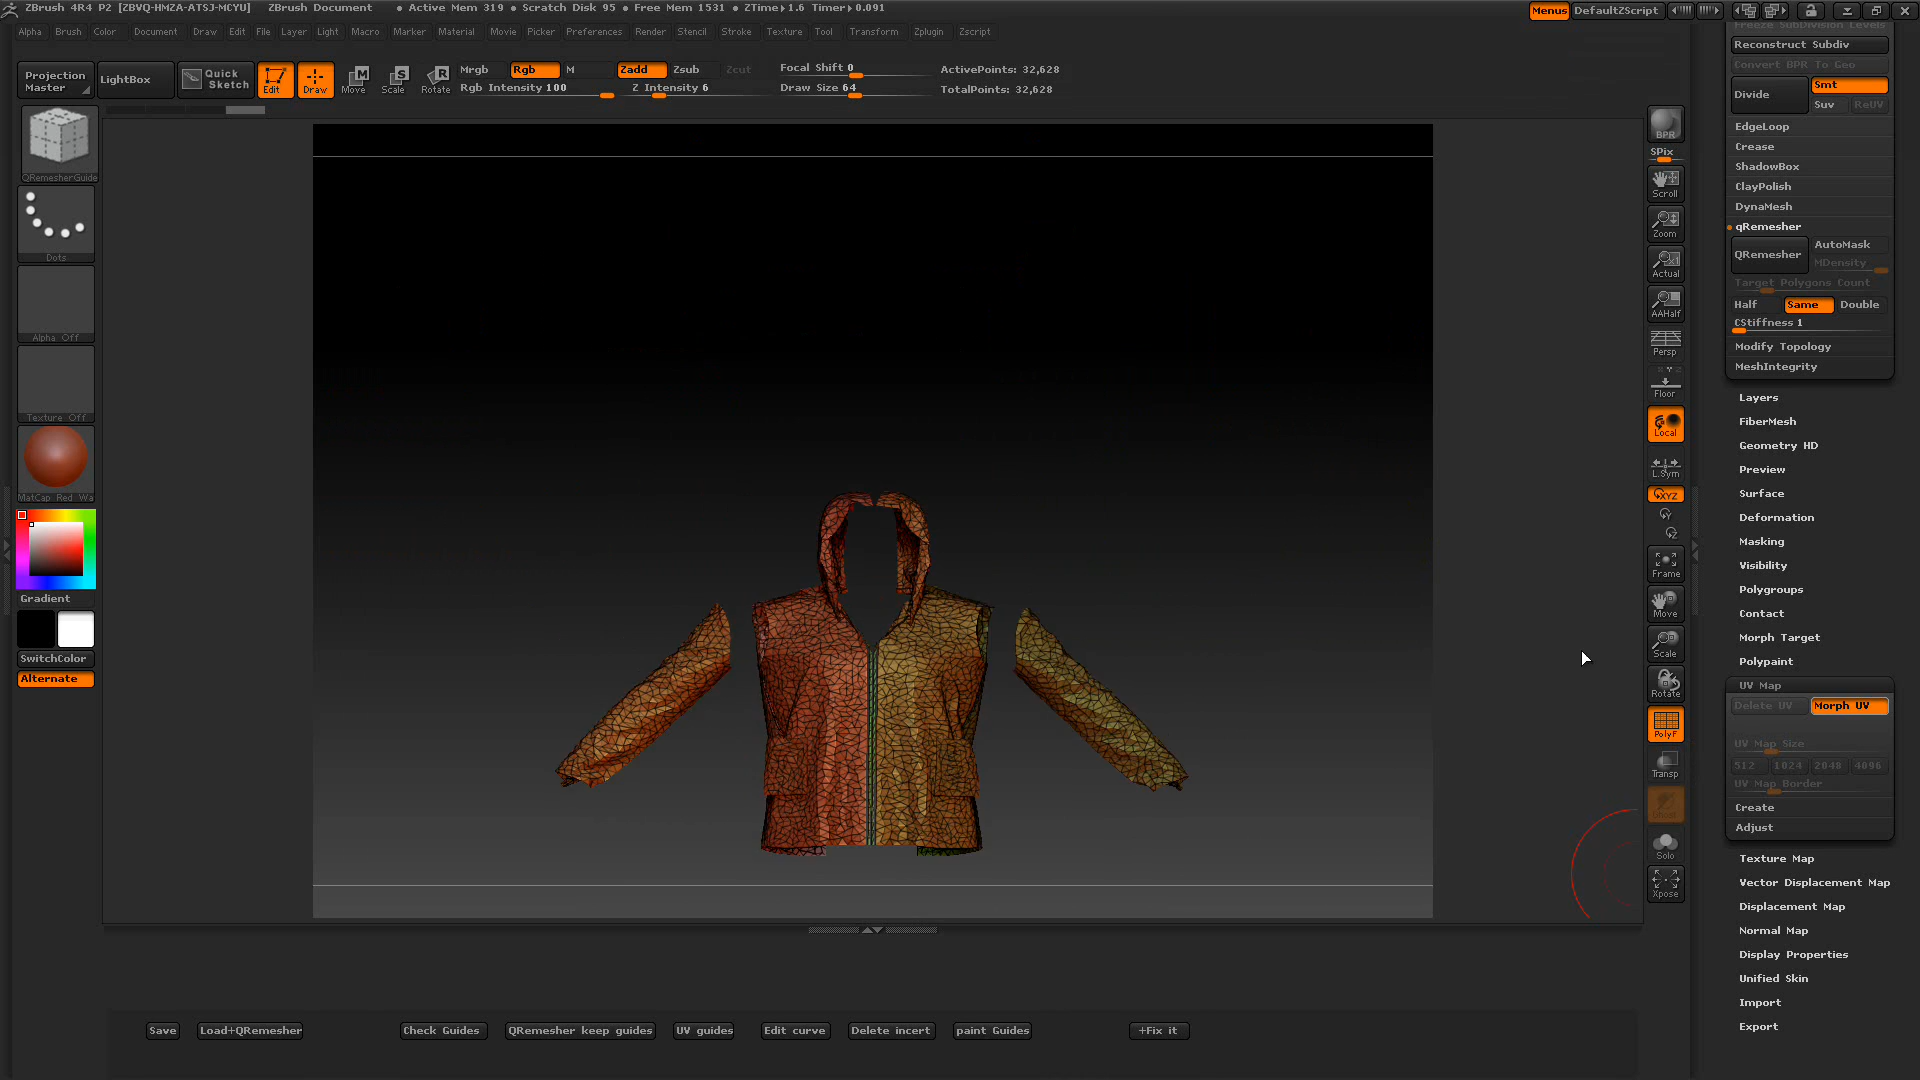 ZBrush 4R4 P2 [ZBVQ-HMZA-ATSJ-MCYU] ZBrush Document • Active Mem 319 • Scratch Disk 95 • Free Mem 1531 • ZTime▸1.6 Timer▸0.091 Menus DefaultZScript
Alpha Brush Color Document Draw Edit File Layer Light Macro Marker Material Movie Picker Preferences Render Stencil Stroke Texture Tool Transform Zplugin Zscript
Projection Master
LightBox
Quick Sketch
Edit
Draw
Move
Scale
Rotate
Mrgb Rgb M
Rgb Intensity 100
Zadd Zsub Zcut
Z Intensity 6
Focal Shift 0
Draw Size 64
ActivePoints: 32,628
TotalPoints: 32,628
QRemesherGuide
Dots
Alpha Off
Texture Off
MatCap Red Wa
Gradient
SwitchColor
Alternate
BPR
SPix
Scroll
Zoom
Actual
AAHalf
Persp
Floor
Local
L.Sym
XYZ
Frame
Move
Scale
Rotate
PolyF
Transp
Solo
Xpose
Freeze SubDivision Levels
Reconstruct Subdiv
Convert BPR To Geo
Divide
Smt
Suv ReUV
EdgeLoop
Crease
ShadowBox
ClayPolish
DynaMesh
qRemesher
QRemesher
AutoMask
MDensity
Target Polygons Count
Half Same Double
CStiffness 1
Modify Topology
MeshIntegrity
Layers
FiberMesh
Geometry HD
Preview
Surface
Deformation
Masking
Visibility
Polygroups
Contact
Morph Target
Polypaint
UV Map
Delete UV Morph UV
UV Map Size
512 1024 2048 4096
UV Map Border
Create
Adjust
Texture Map
Vector Displacement Map
Displacement Map
Normal Map
Display Properties
Unified Skin
Import
Export
Save Load+QRemesher Check Guides QRemesher keep guides UV guides Edit curve Delete incert paint Guides +Fix it